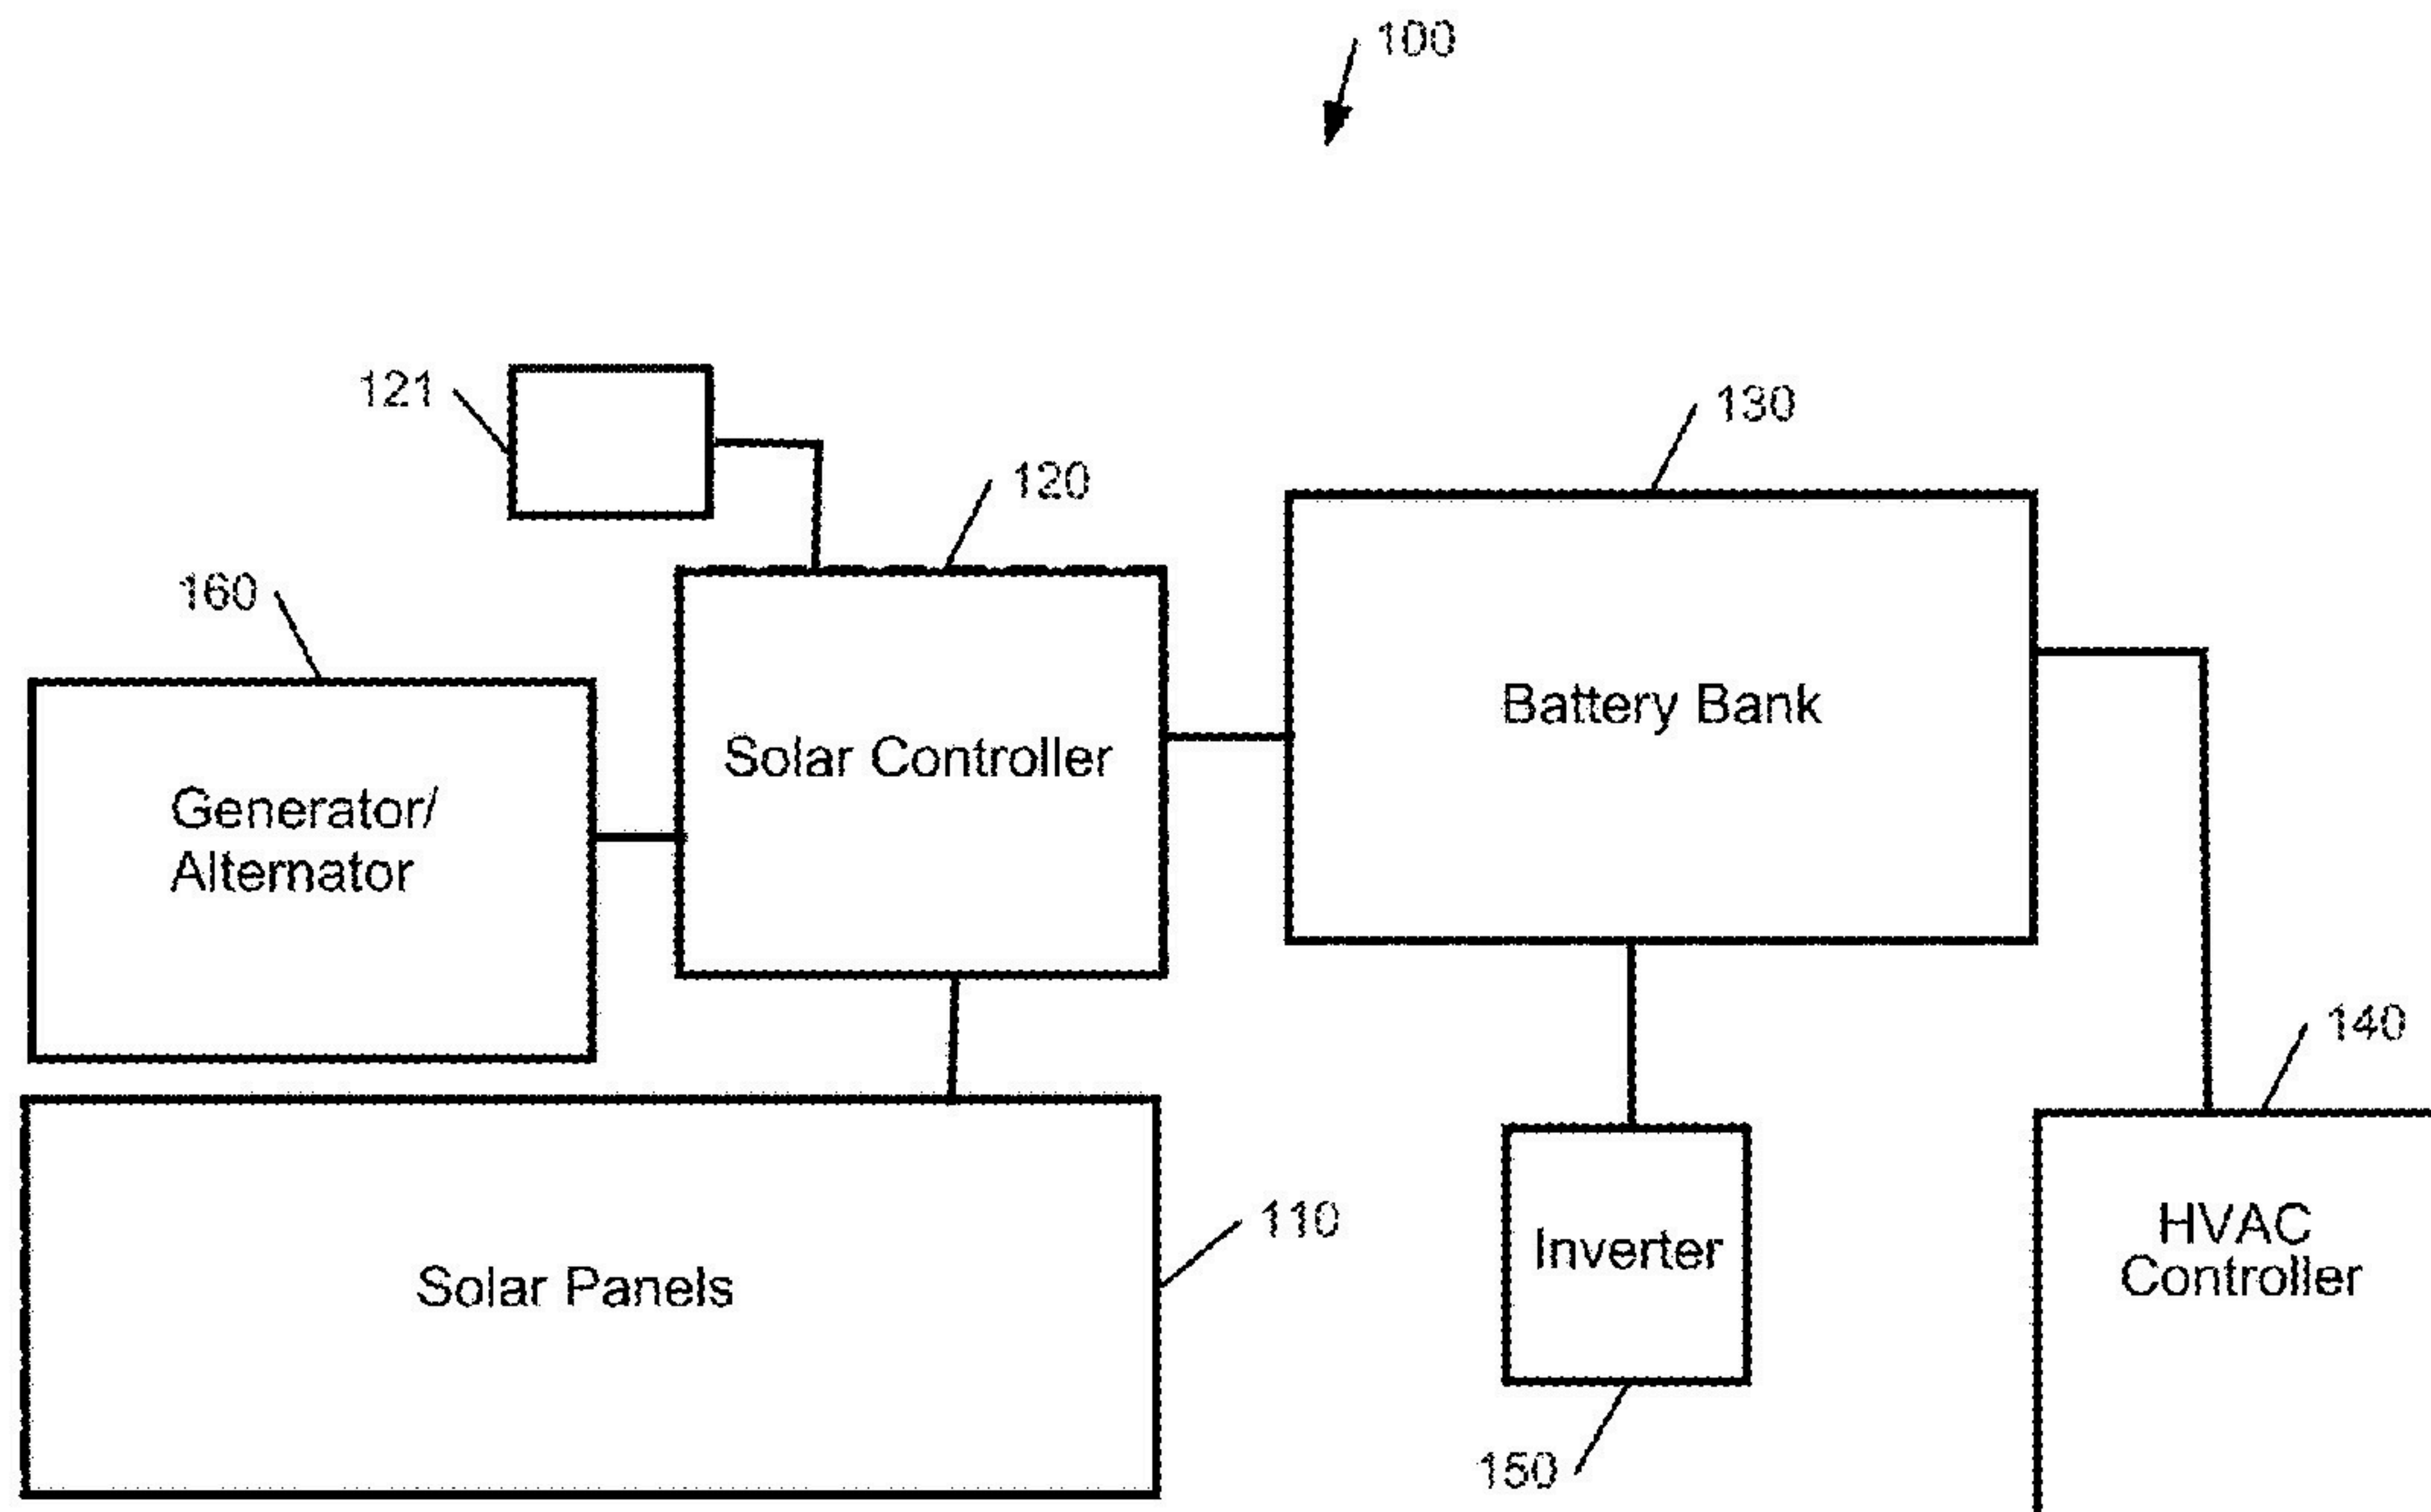 100
121
130
120
160
Battery Bank
Solar Controller
Generator/
Alternator
140
110
HVAC
Controller
Inverter
Solar Panels
150